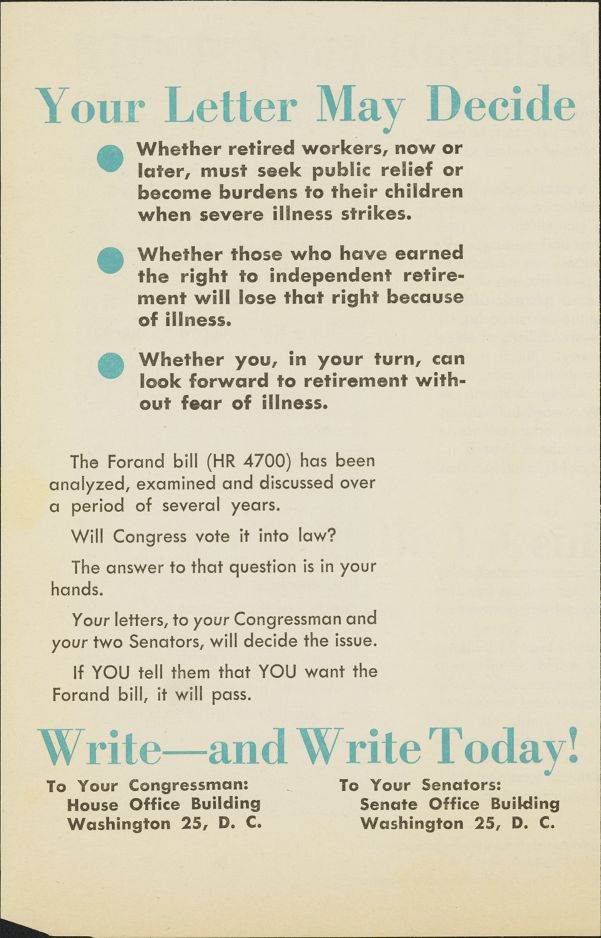 Your Letter May Decide
Whether retired workers, now or
later, must seek public relief or
become burdens to their children
when severe illness strikes.
Whether those who have earned
the right to independent retire-
ment will lose that right because
of illness.
Whether you, in your turn, can
look forward to retirement with-
out fear of illness.
The Forand bill (HR 4700) has been
analyzed, examined and discussed over
a period of several years.
Will Congress vote it into law?
The answer to that question is in your
hands.
Your letters, to your Congressman and
your two Senators, will decide the issue.
If YOU tell them that YOU want the
Forand bill, it will pass.
Write—and Write Today!
To Your Congressman:
House Office Building
Washington 25, D. C.
To Your Senators:
Senate Office Building
Washington 25, D. C.